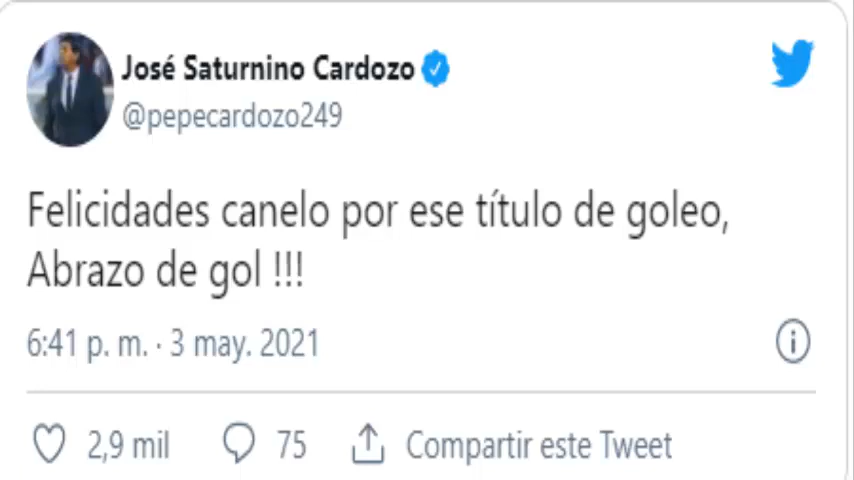 José Saturnino Cardozo
@pepecardozo249
Felicidades canelo por ese título de goleo,
Abrazo de gol !!!
6:41 p. m. · 3 may. 2021
2,9 mil 75 Compartir este Tweet